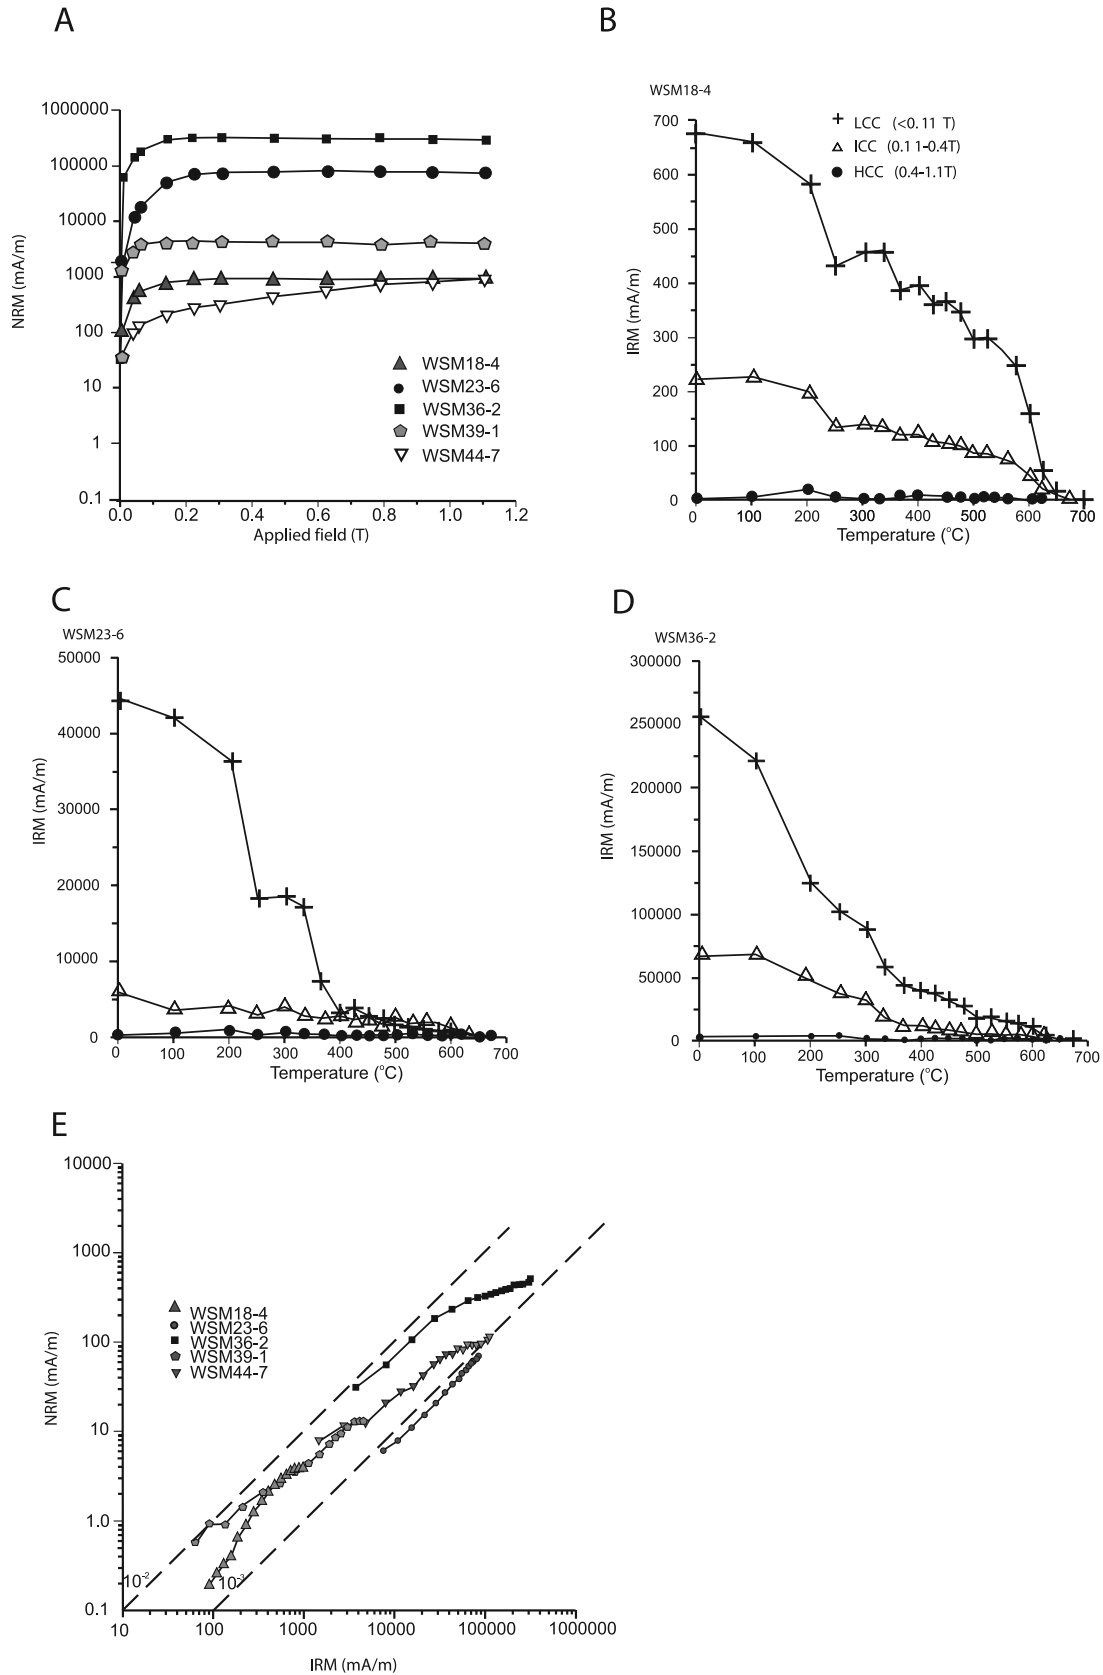 A
NRM (mA/m)
1000000
100000
10000
1000
100
10
1
0.1
0.0 0.2 0.4 0.6 0.8 1.0 1.2
Applied field (T)
WSM18-4
WSM23-6
WSM36-2
WSM39-1
WSM44-7
B
WSM18-4
IRM (mA/m)
700
600
500
400
300
200
100
0
0 100 200 300 400 500 600 700
Temperature (°C)
LCC (<0.11 T)
ICC (0.11-0.4T)
HCC (0.4-1.1T)
C
WSM23-6
IRM (mA/m)
50000
40000
30000
20000
10000
0
0 100 200 300 400 500 600 700
Temperature (°C)
D
WSM36-2
IRM (mA/m)
300000
250000
200000
150000
100000
50000
0
0 100 200 300 400 500 600 700
Temperature (°C)
E
NRM (mA/m)
10000
1000
100
10
1.0
0.1
10 100 1000 10000 100000 1000000
IRM (mA/m)
WSM18-4
WSM23-6
WSM36-2
WSM39-1
WSM44-7
10⁻² 10⁻³